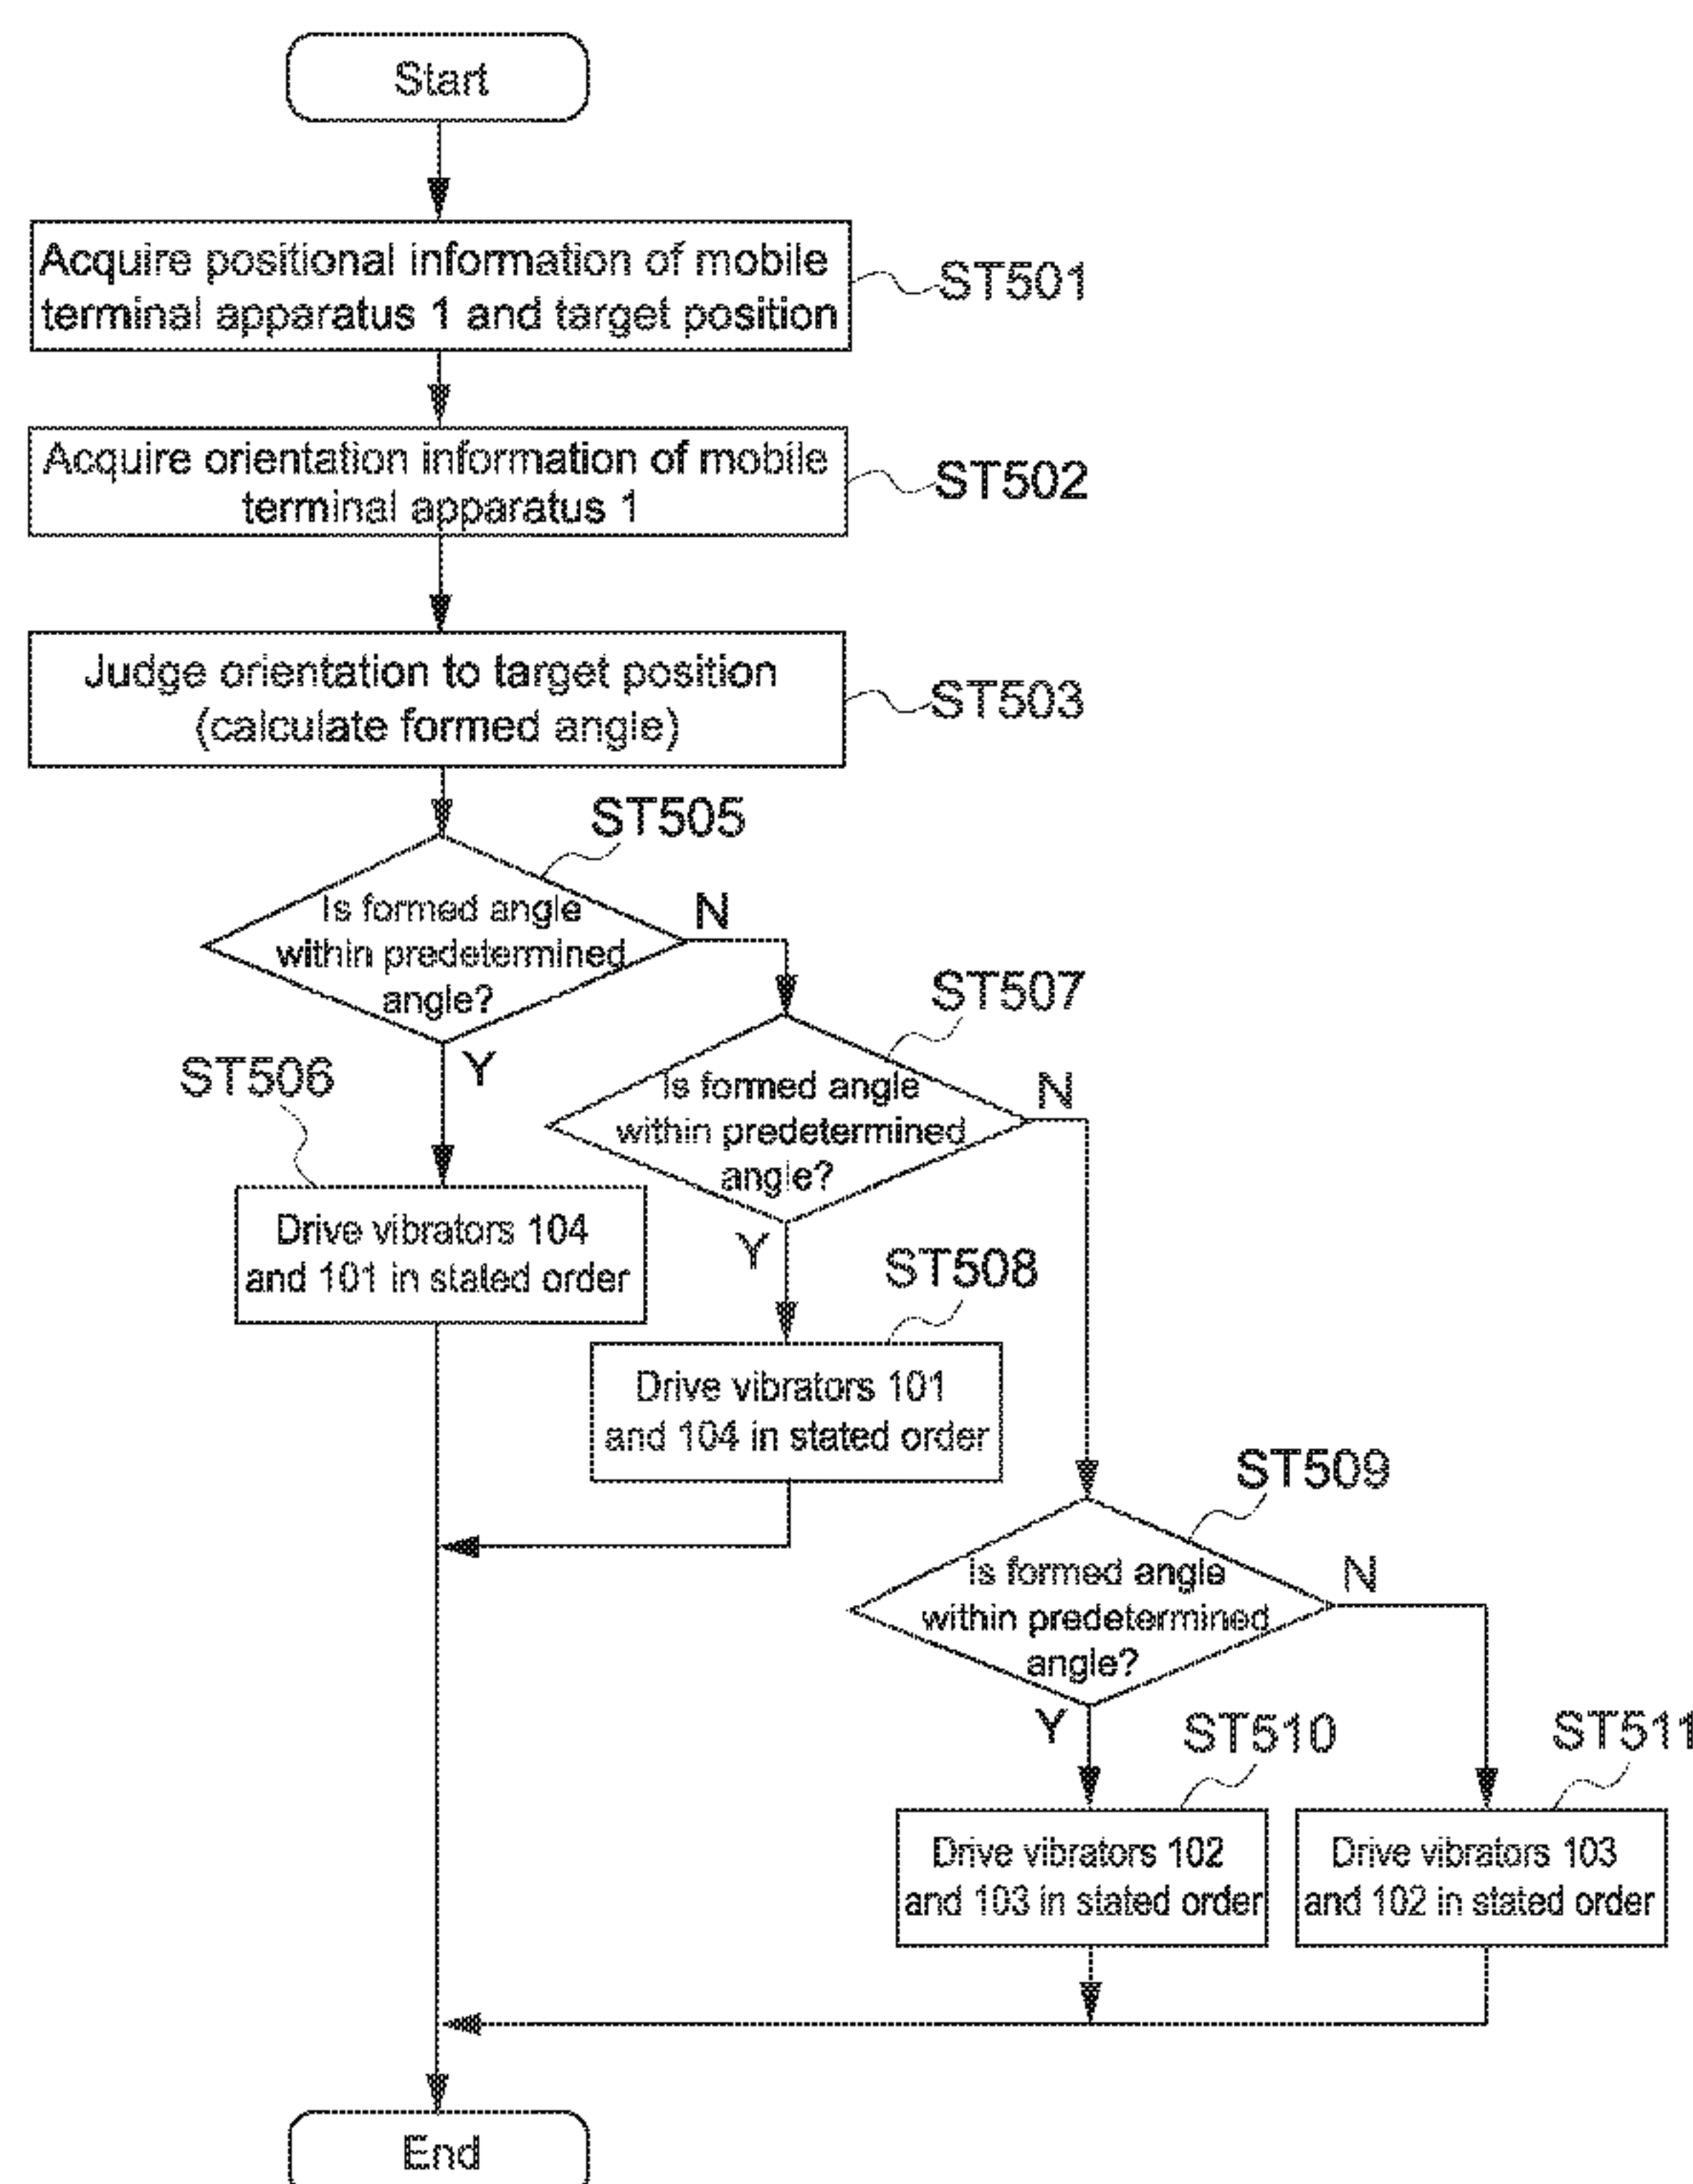 Start
Acquire positional information of mobile
terminal apparatus 1 and target position
ST501
Acquire orientation information of mobile
terminal apparatus 1
ST502
Judge orientation to target position
(calculate formed angle)
ST503
ST505
Is formed angle
within predetermined
angle?
N
Y
ST507
Is formed angle
within predetermined
angle?
N
Y
ST506
Drive vibrators 104
and 101 in stated order
ST508
Drive vibrators 101
and 104 in stated order
ST509
Is formed angle
within predetermined
angle?
N
Y
ST510
Drive vibrators 102
and 103 in stated order
ST511
Drive vibrators 103
and 102 in stated order
End